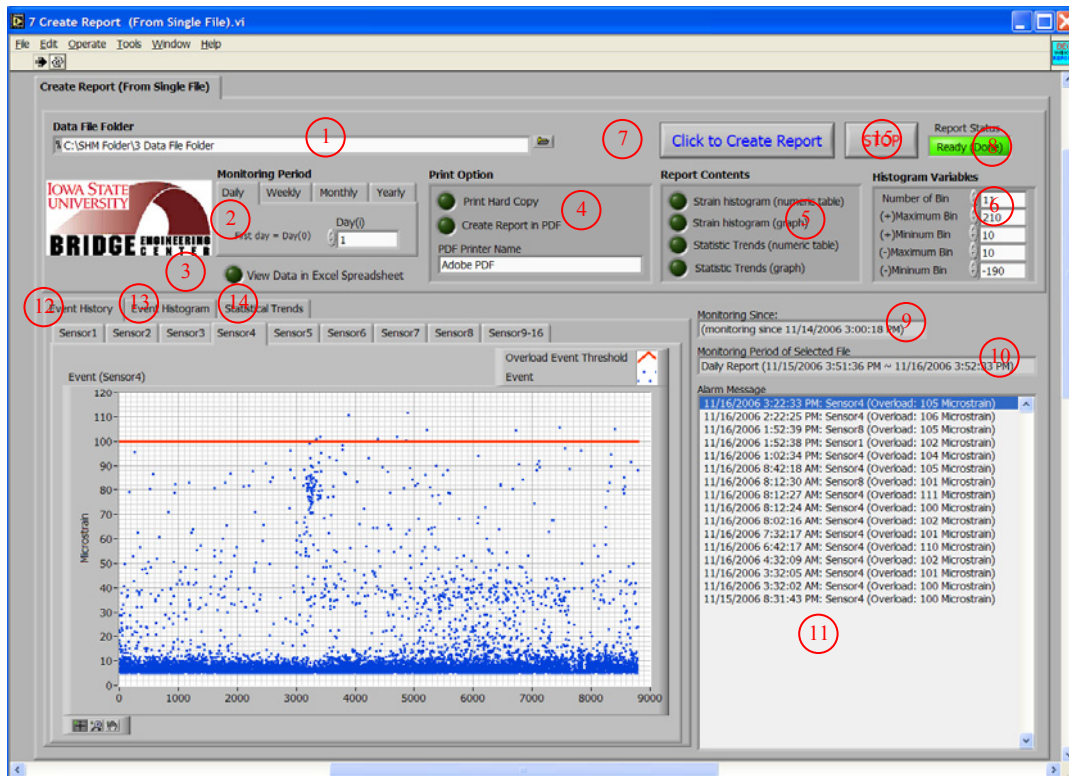 7 Create Report (From Single File).vi
File Edit Operate Tools Window Help
Create Report (From Single File)
Data File Folder
C:\SHM Folder\3 Data File Folder
1
7
Click to Create Report
STOP
15
Report Status
Ready (Done)
8
IOWA STATE
UNIVERSITY
BRIDGE ENGINEERING
CENTER
Monitoring Period
Daily Weekly Monthly Yearly
2
Day(i)
First day = Day(0)
1
3
View Data in Excel Spreadsheet
Print Option
Print Hard Copy
4
Create Report in PDF
PDF Printer Name
Adobe PDF
Report Contents
Strain histogram (numeric table)
5
Strain histogram (graph)
Statistic Trends (numeric table)
Statistic Trends (graph)
Histogram Variables
Number of Bin 11
6
(+)Maximum Bin 210
(+)Mininum Bin 10
(-)Maximum Bin 10
(-)Mininum Bin -190
12
Event History
13
Event Histogram
14
Statistical Trends
Sensor1 Sensor2 Sensor3 Sensor4 Sensor5 Sensor6 Sensor7 Sensor8 Sensor9-16
Overload Event Threshold
Event
Event (Sensor4)
Microstrain
120
110
100
90
80
70
60
50
40
30
20
10
0
0 1000 2000 3000 4000 5000 6000 7000 8000 9000
Monitoring Since:
9
(monitoring since 11/14/2006 3:00:18 PM)
Monitoring Period of Selected File
10
Daily Report (11/15/2006 3:51:36 PM ~ 11/16/2006 3:52:33 PM)
Alarm Message
11/16/2006 3:22:33 PM: Sensor4 (Overload: 105 Microstrain)
11/16/2006 2:22:25 PM: Sensor4 (Overload: 106 Microstrain)
11/16/2006 1:52:39 PM: Sensor8 (Overload: 105 Microstrain)
11/16/2006 1:52:38 PM: Sensor1 (Overload: 102 Microstrain)
11/16/2006 1:02:34 PM: Sensor4 (Overload: 104 Microstrain)
11/16/2006 8:42:18 AM: Sensor4 (Overload: 105 Microstrain)
11/16/2006 8:12:30 AM: Sensor8 (Overload: 101 Microstrain)
11/16/2006 8:12:27 AM: Sensor4 (Overload: 111 Microstrain)
11/16/2006 8:12:24 AM: Sensor4 (Overload: 100 Microstrain)
11/16/2006 8:02:16 AM: Sensor4 (Overload: 102 Microstrain)
11/16/2006 7:32:17 AM: Sensor4 (Overload: 101 Microstrain)
11/16/2006 6:42:17 AM: Sensor4 (Overload: 110 Microstrain)
11/16/2006 4:32:09 AM: Sensor4 (Overload: 102 Microstrain)
11/16/2006 3:32:05 AM: Sensor4 (Overload: 101 Microstrain)
11/16/2006 3:32:02 AM: Sensor4 (Overload: 100 Microstrain)
11/15/2006 8:31:43 PM: Sensor4 (Overload: 100 Microstrain)
11